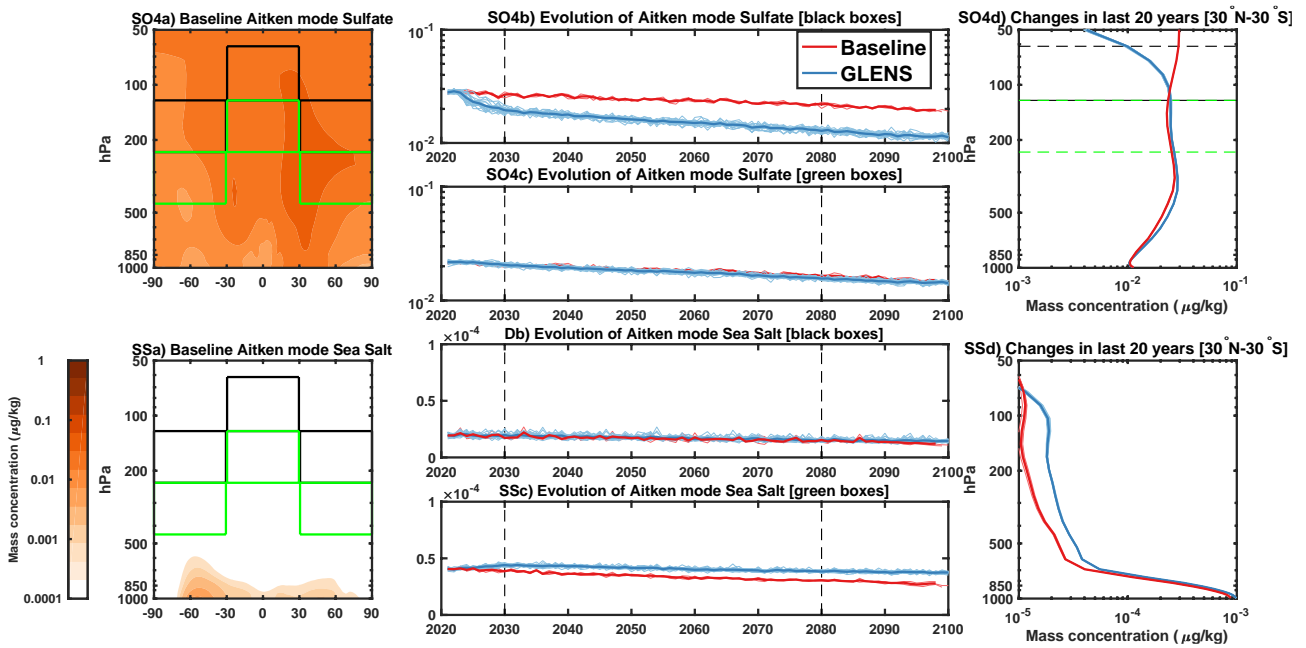 SO4a) Baseline Aitken mode Sulfate
50
100
200
500
850
1000
hPa
-90 -60 -30 0 30 60 90
SO4b) Evolution of Aitken mode Sulfate [black boxes]
10⁻¹
10⁻²
Baseline
GLENS
2020 2030 2040 2050 2060 2070 2080 2090 2100
SO4c) Evolution of Aitken mode Sulfate [green boxes]
10⁻¹
10⁻²
2020 2030 2040 2050 2060 2070 2080 2090 2100
SO4d) Changes in last 20 years [30°N-30°S]
50
100
200
500
850
1000
hPa
10⁻³ 10⁻² 10⁻¹
Mass concentration ( μg/kg)
Mass concentration (μg/kg)
1
0.1
0.01
0.001
0.0001
SSa) Baseline Aitken mode Sea Salt
50
100
200
500
850
1000
hPa
-90 -60 -30 0 30 60 90
Db) Evolution of Aitken mode Sea Salt [black boxes]
×10⁻⁴
1
0.5
0
2020 2030 2040 2050 2060 2070 2080 2090 2100
SSc) Evolution of Aitken mode Sea Salt [green boxes]
×10⁻⁴
1
0.5
0
2020 2030 2040 2050 2060 2070 2080 2090 2100
SSd) Changes in last 20 years [30°N-30°S]
50
100
200
500
850
1000
hPa
10⁻⁵ 10⁻⁴ 10⁻³
Mass concentration ( μg/kg)